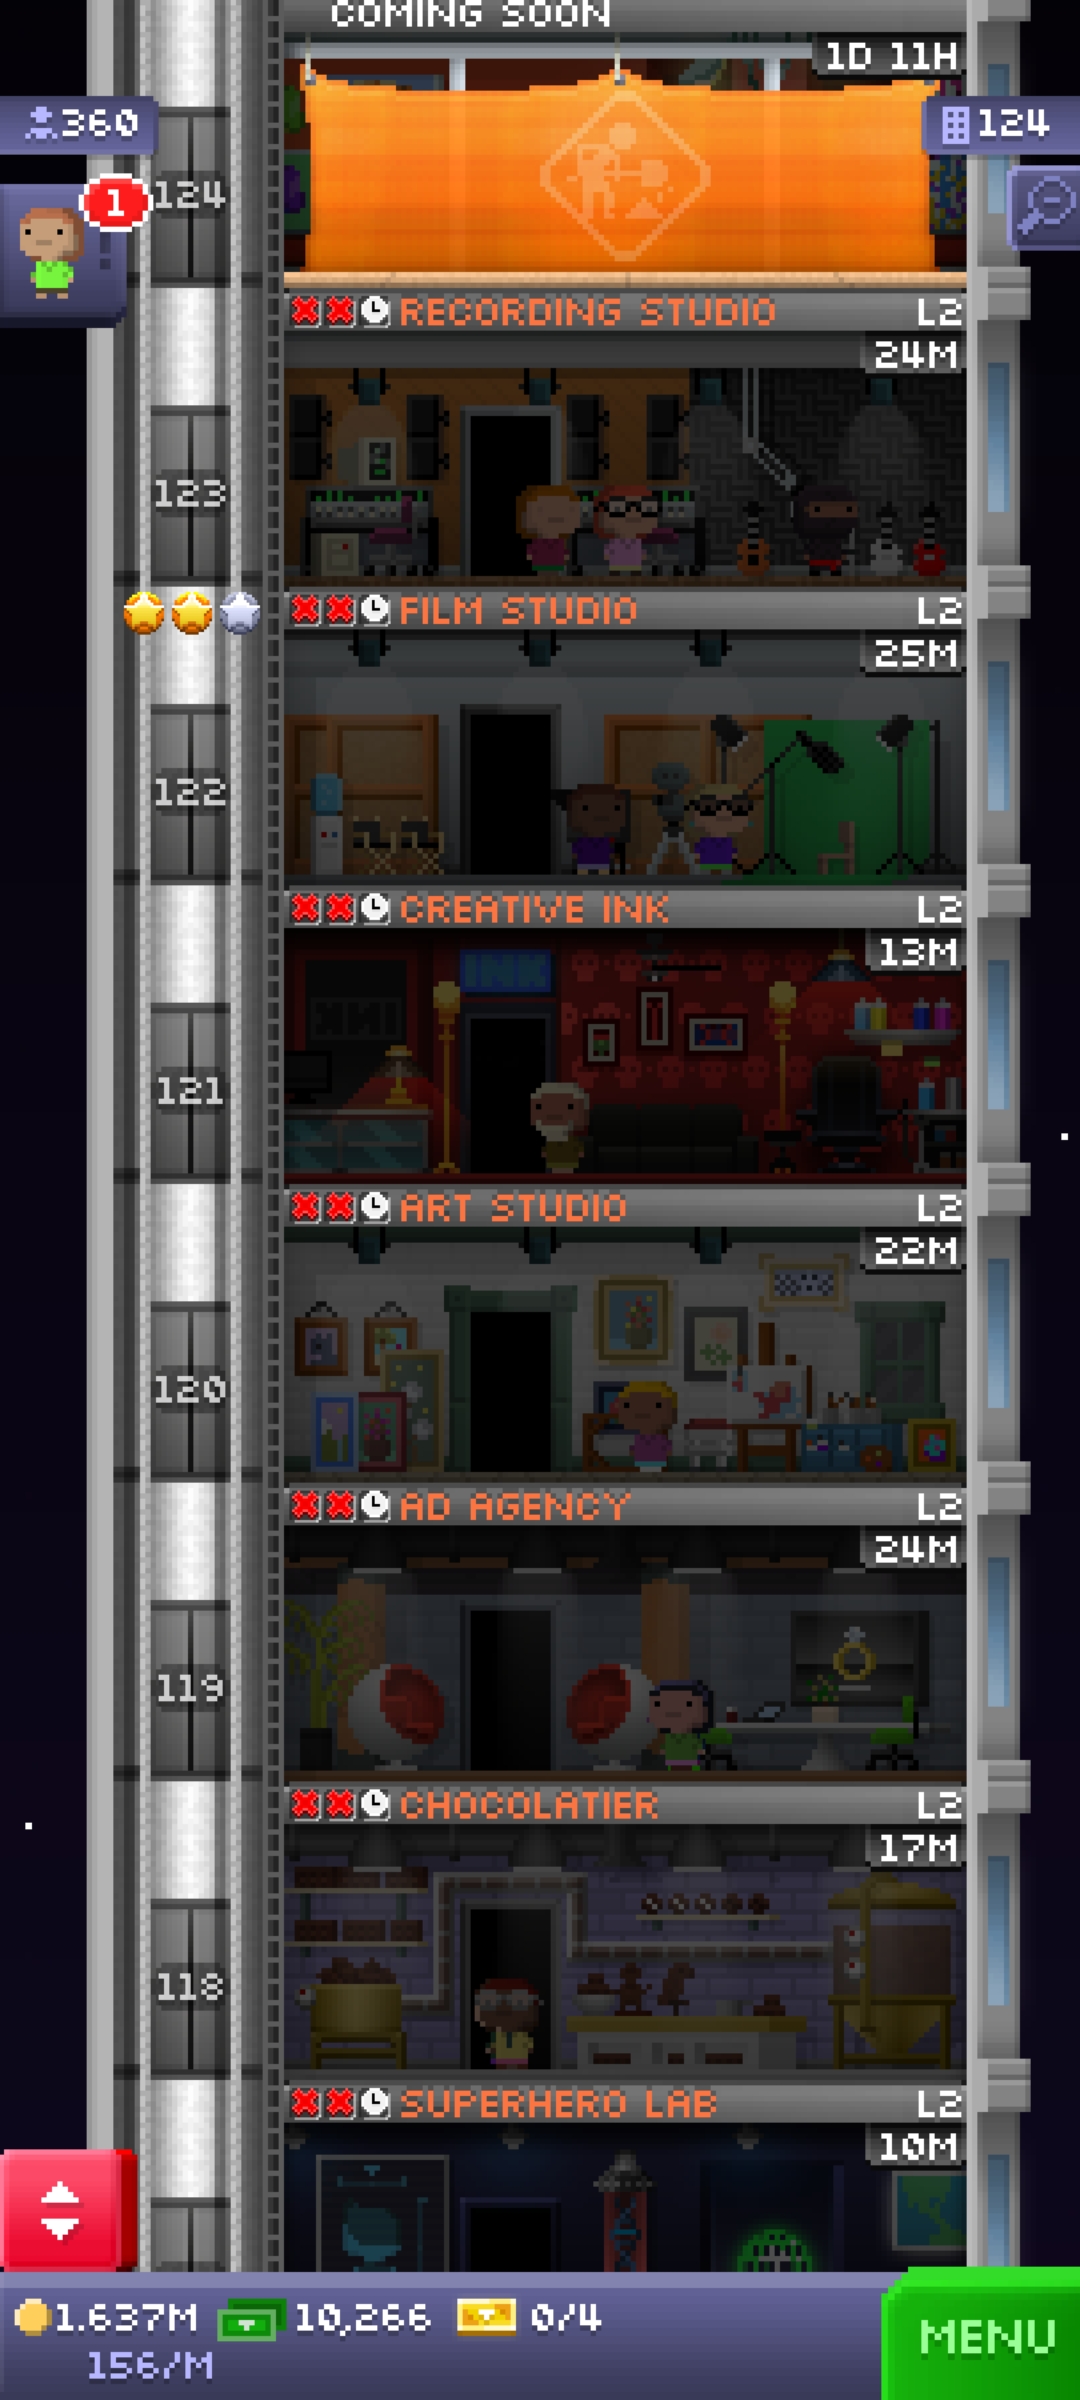 COMING SOON
1D 11H
360
124
1
124
RECORDING STUDIO L2
24M
123
FILM STUDIO L2
25M
122
CREATIVE INK L2
13M
INK
INK
121
ART STUDIO L2
22M
120
AD AGENCY L2
24M
119
CHOCOLATIER L2
17M
118
SUPERHERO LAB L2
10M
1.637M 10,266 0/4
156/M
MENU